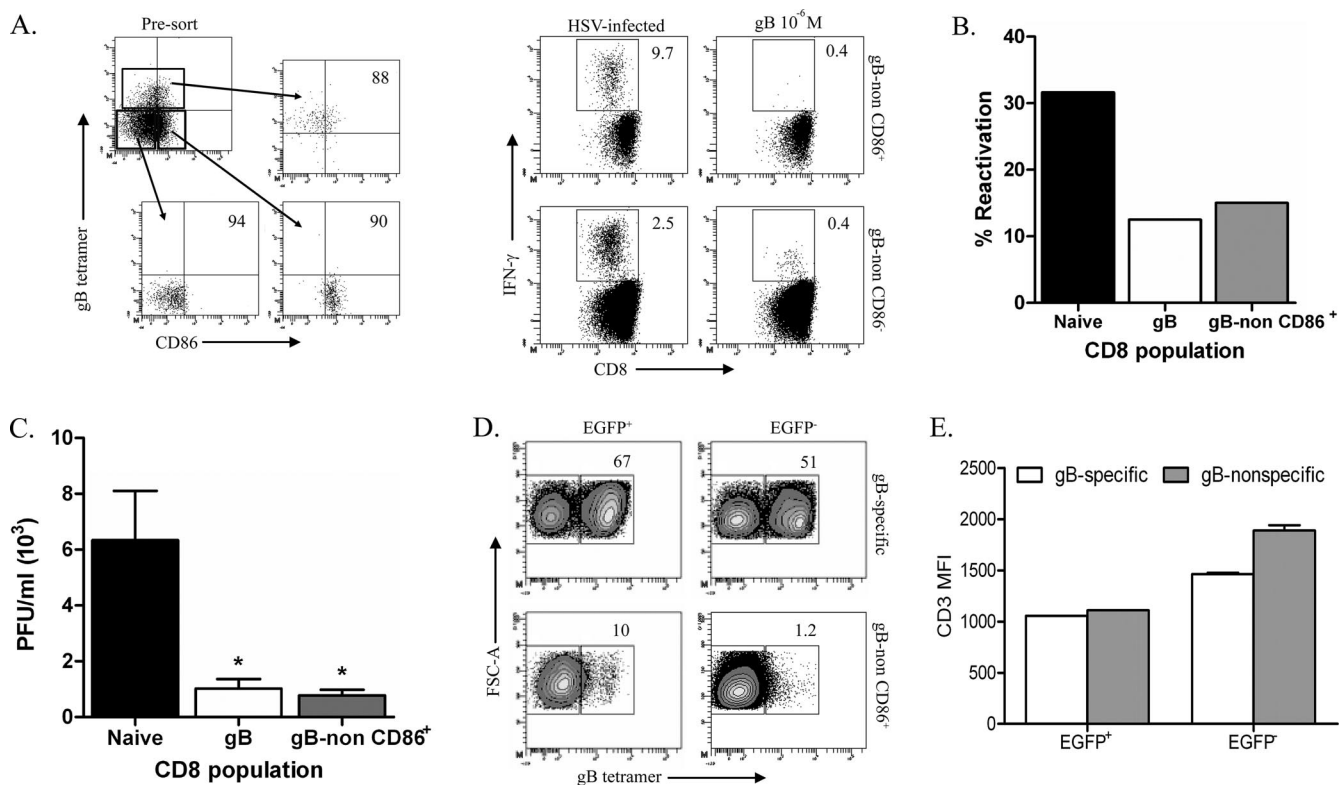 A.
Pre-sort
88
94
90
gB tetramer
CD86
HSV-infected
gB 10⁻⁶ M
9.7
0.4
gB-non CD86⁺
2.5
0.4
gB-non CD86⁻
IFN-γ
CD8
B.
% Reactivation
40
30
20
10
0
Naive
gB
gB-non CD86⁺
CD8 population
C.
PFU/ml (10³)
10
8
6
4
2
0
*
*
Naive
gB
gB-non CD86⁺
CD8 population
D.
EGFP⁺
EGFP⁻
67
51
gB-specific
10
1.2
gB-non CD86⁺
FSC-A
gB tetramer
E.
gB-specific
gB-nonspecific
CD3 MFI
2500
2000
1500
1000
500
0
EGFP⁺
EGFP⁻